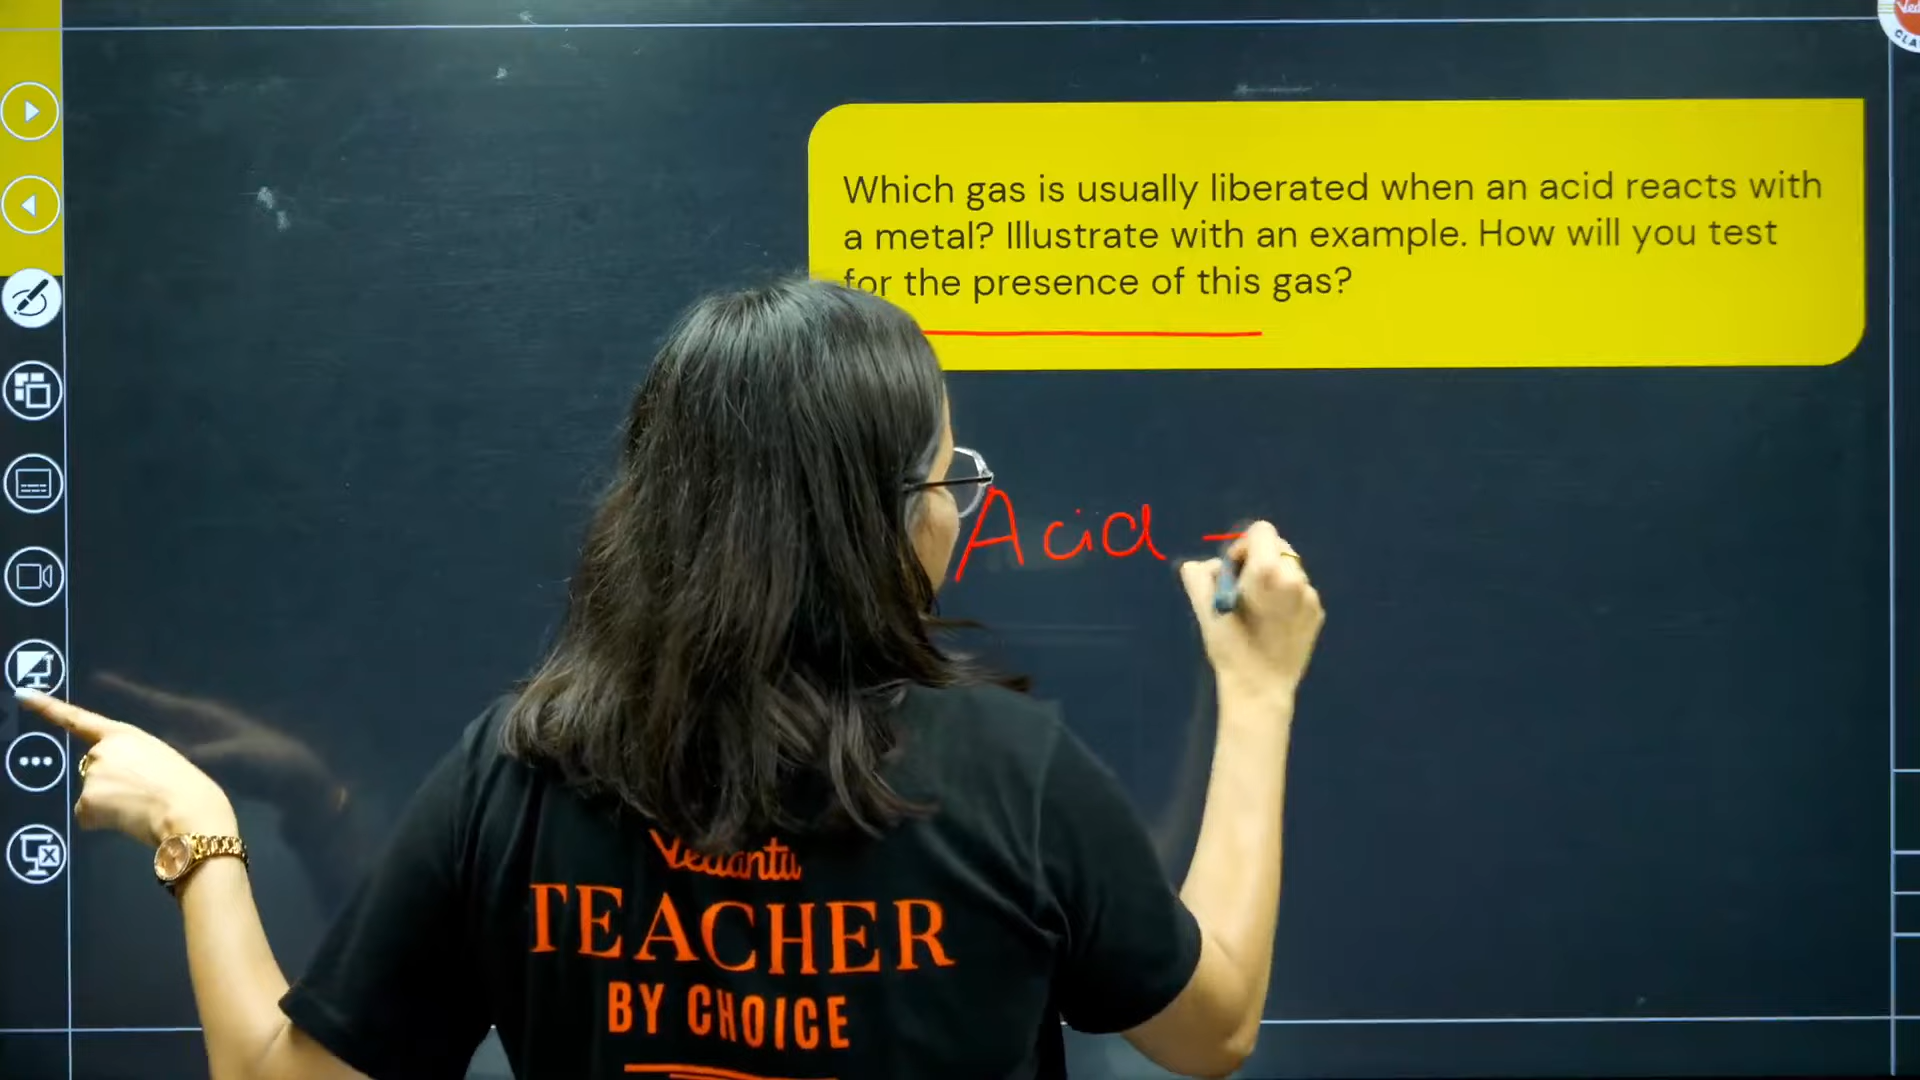 Which gas is usually liberated when an acid reacts with
a metal? Illustrate with an example. How will you test
for the presence of this gas?
Acid
Vedantu
TEACHER
BY CHOICE